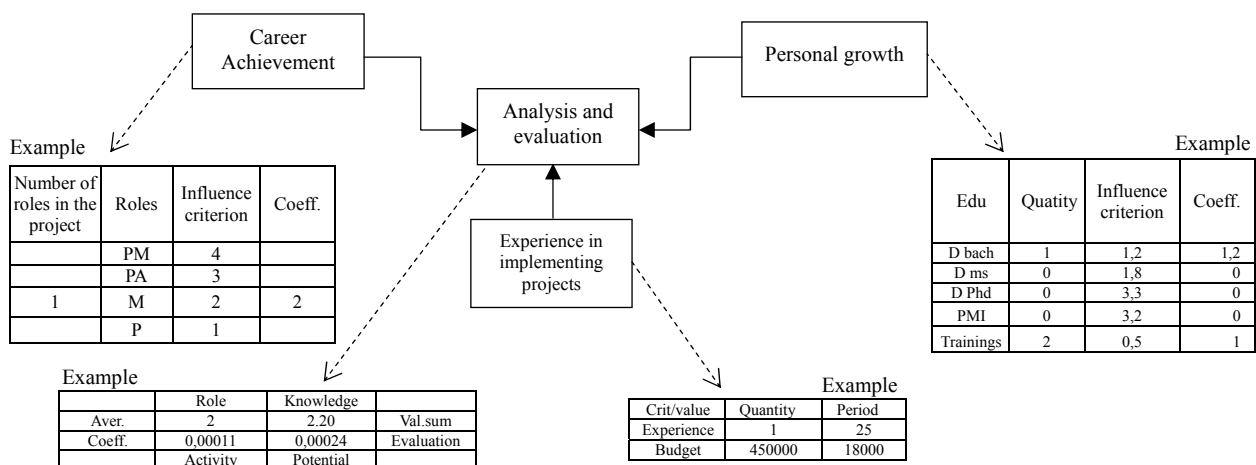 Career
Achievement
Personal growth
Analysis and
evaluation
Experience in
implementing
projects
Example
Number of
roles in the
project
Roles
Influence
criterion
Coeff.
PM 4
PA 3
1 M 2 2
P 1
Example
Edu
Quatity
Influence
criterion
Coeff.
D bach 1 1,2 1,2
D ms 0 1,8 0
D Phd 0 3,3 0
PMI 0 3,2 0
Trainings 2 0,5 1
Example
Role Knowledge
Aver. 2 2.20 Val.sum
Coeff. 0,00011 0,00024 Evaluation
Activity Potential
Example
Crit/value Quantity Period
Experience 1 25
Budget 450000 18000